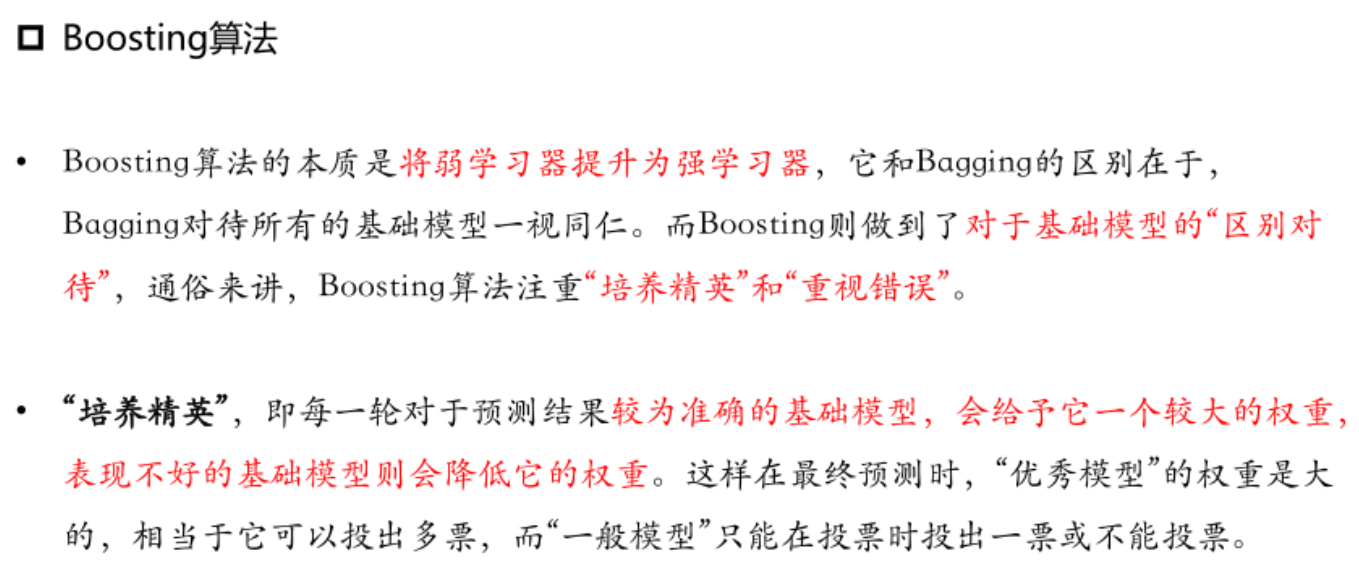 Boosting算法
• Boosting算法的本质是将弱学习器提升为强学习器，它和Bagging的区别在于，
Bagging对待所有的基础模型一视同仁。而Boosting则做到了对于基础模型的“区别对
待”，通俗来讲，Boosting算法注重“培养精英”和“重视错误”。
• “培养精英”，即每一轮对于预测结果较为准确的基础模型，会给予它一个较大的权重，
表现不好的基础模型则会降低它的权重。这样在最终预测时，“优秀模型”的权重是大
的，相当于它可以投出多票，而“一般模型”只能在投票时投出一票或不能投票。